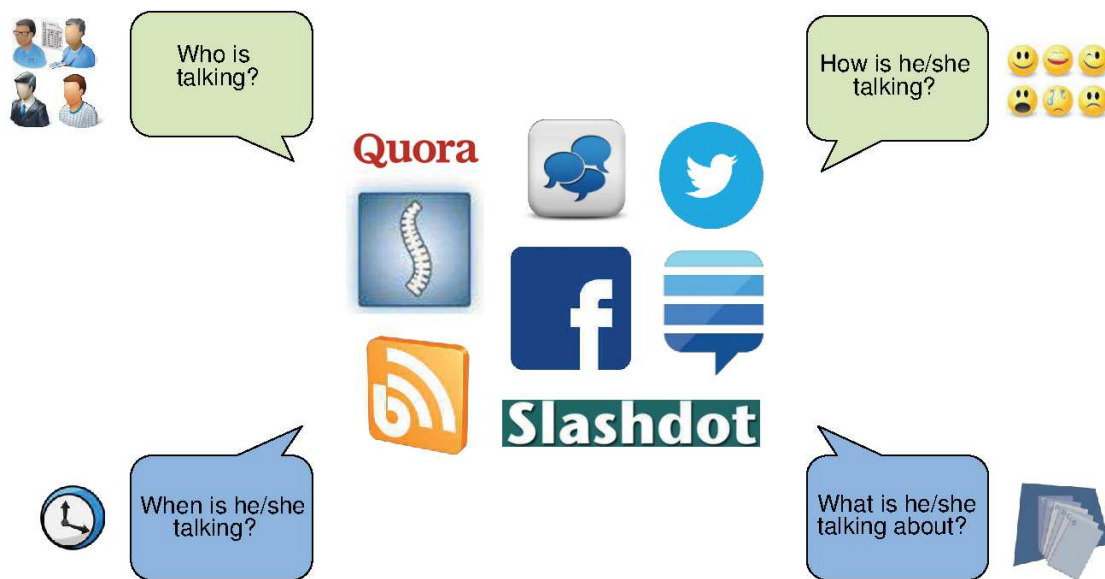 Who is
talking?
How is he/she
talking?
Quora
Slashdot
When is he/she
talking?
What is he/she
talking about?